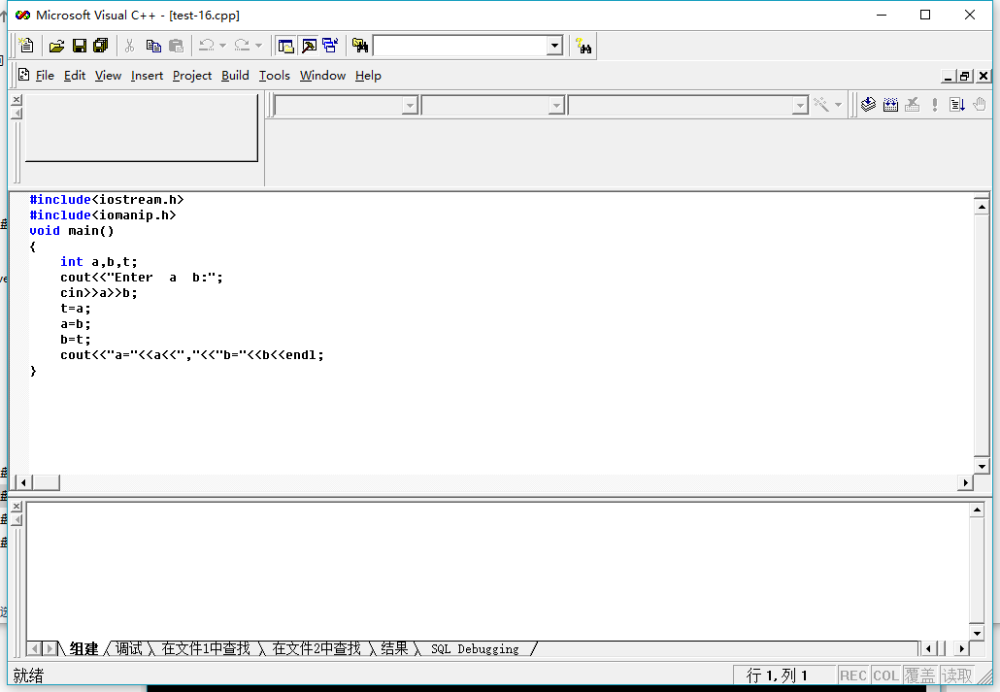 Microsoft Visual C++ - [test-16.cpp]
File Edit View Insert Project Build Tools Window Help
#include<iostream.h>
#include<iomanip.h>
void main()
{
    int a,b,t;
    cout<<"Enter  a  b:";
    cin>>a>>b;
    t=a;
    a=b;
    b=t;
    cout<<"a="<<a<<","<<"b="<<b<<endl;
}
组建 调试 在文件1中查找 在文件2中查找 结果 SQL Debugging
就绪 行 1, 列 1 REC COL 覆盖 读取